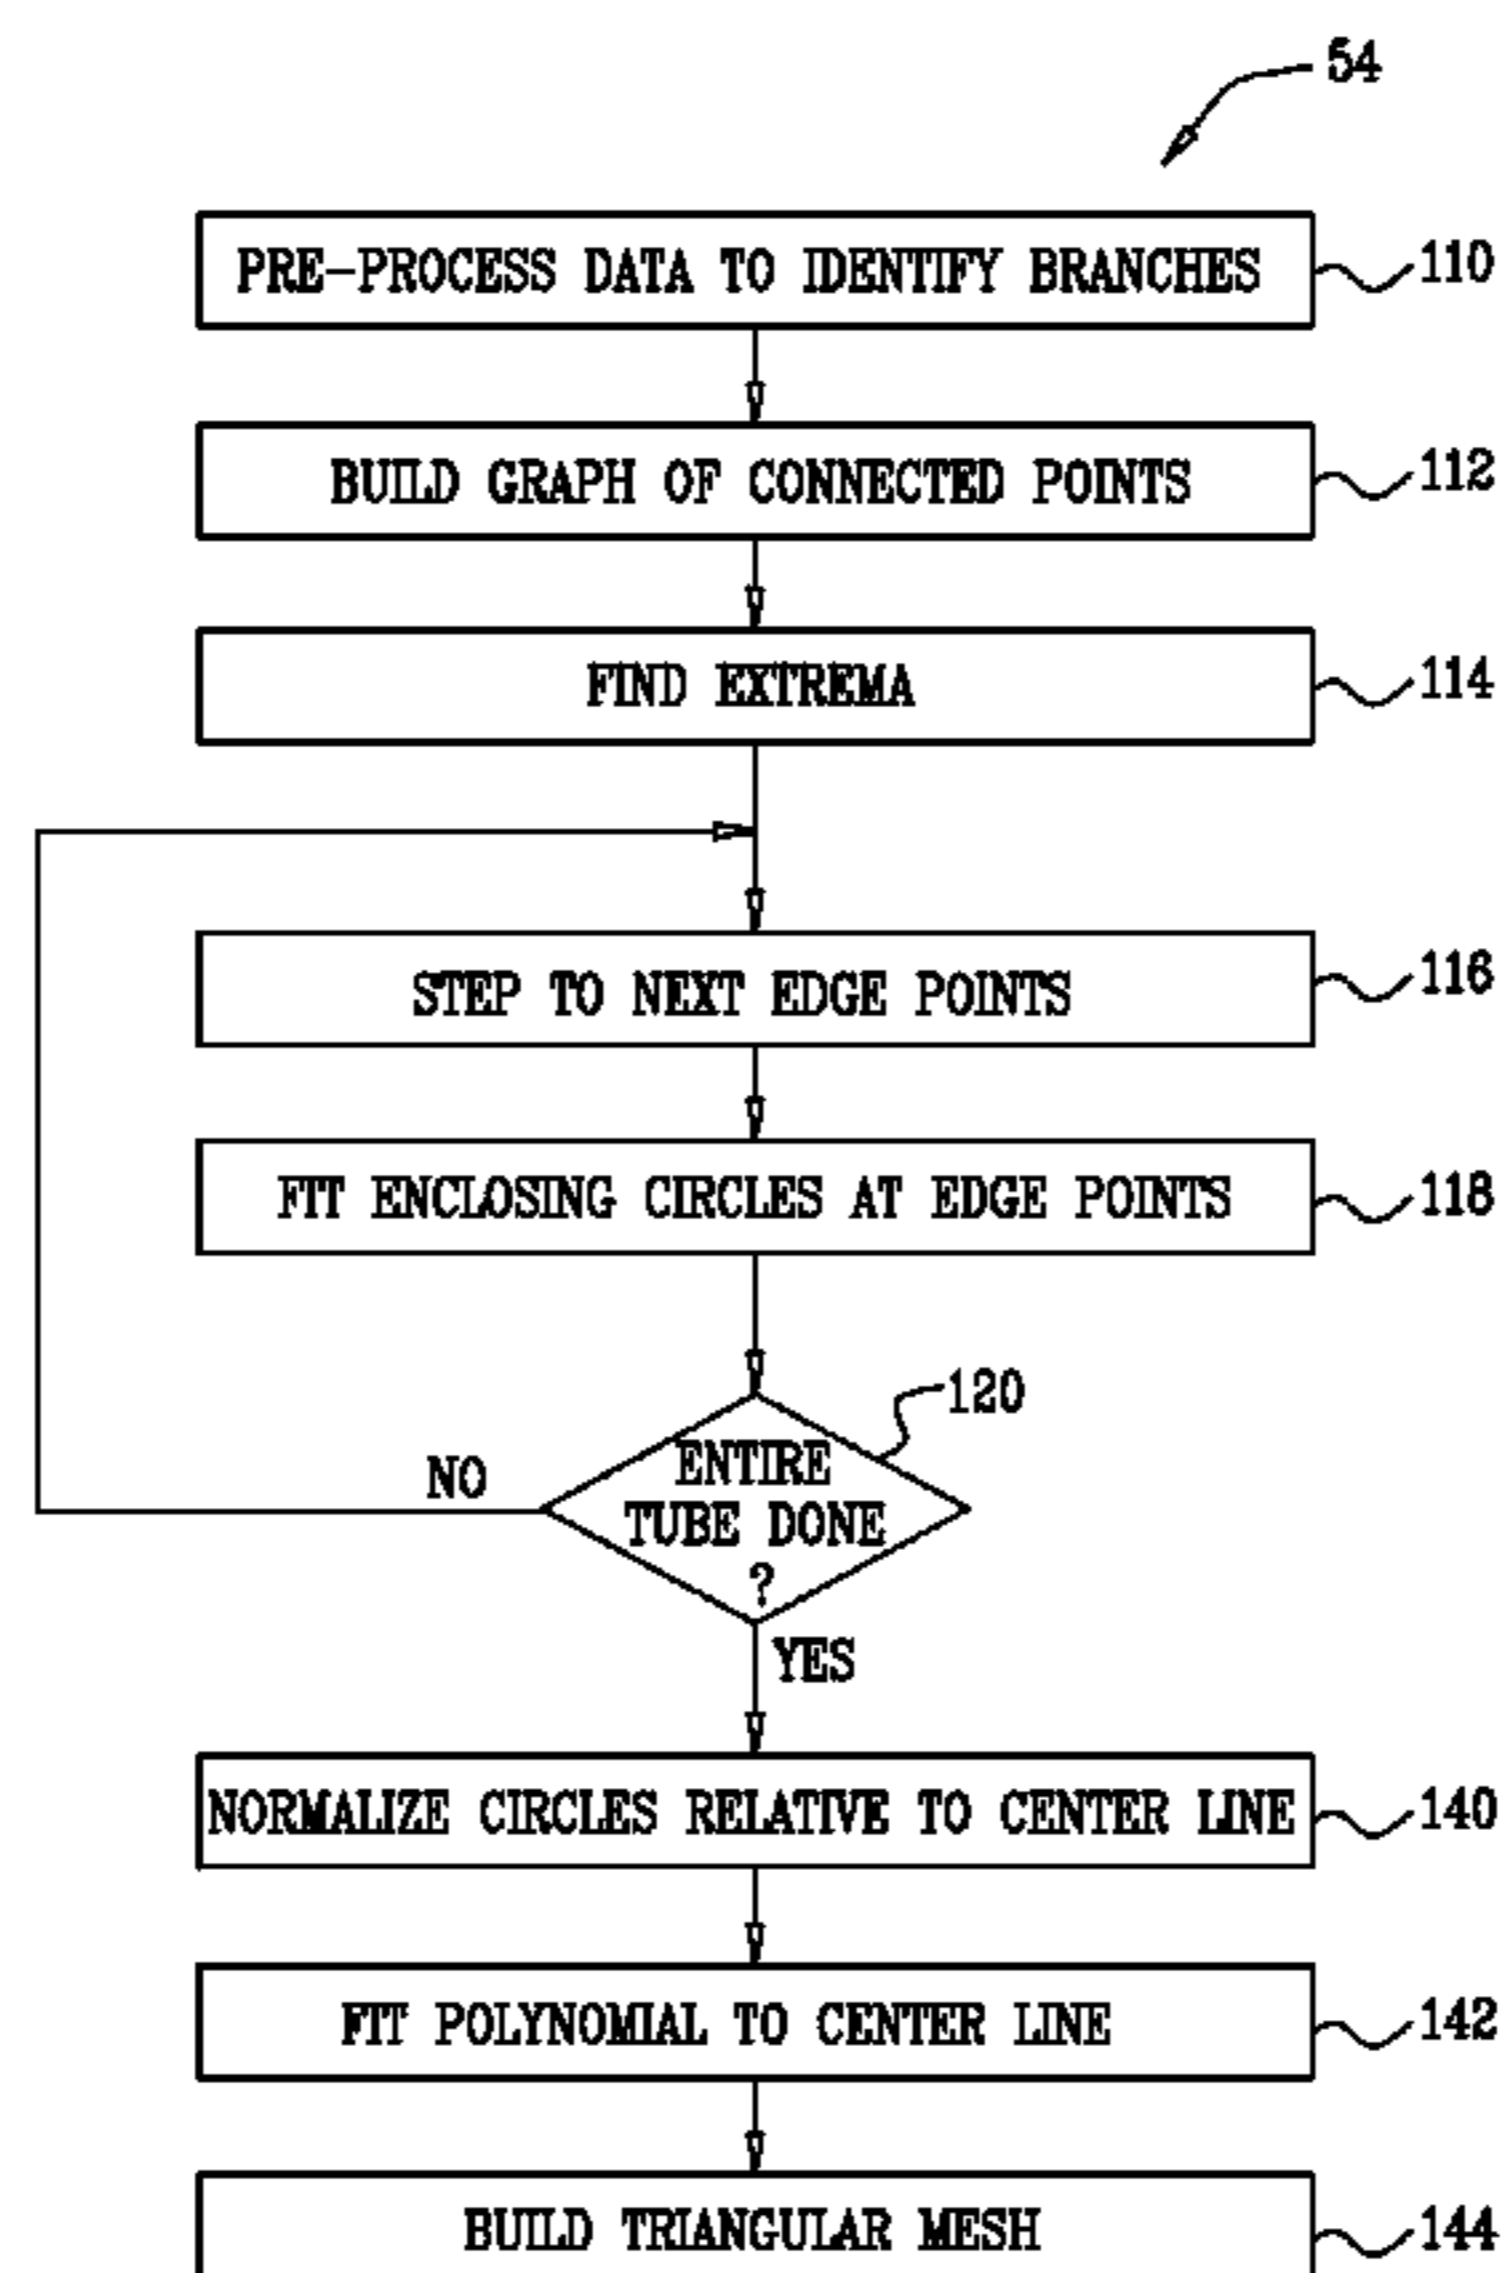 54
PRE-PROCESS DATA TO IDENTIFY BRANCHES
110
BUILD GRAPH OF CONNECTED POINTS
112
FIND EXTREMA
114
STEP TO NEXT EDGE POINTS
116
FIT ENCLOSING CIRCLES AT EDGE POINTS
118
120
ENTIRE
TUBE DONE
?
NO
YES
NORMALIZE CIRCLES RELATIVE TO CENTER LINE
140
FIT POLYNOMIAL TO CENTER LINE
142
BUILD TRIANGULAR MESH
144